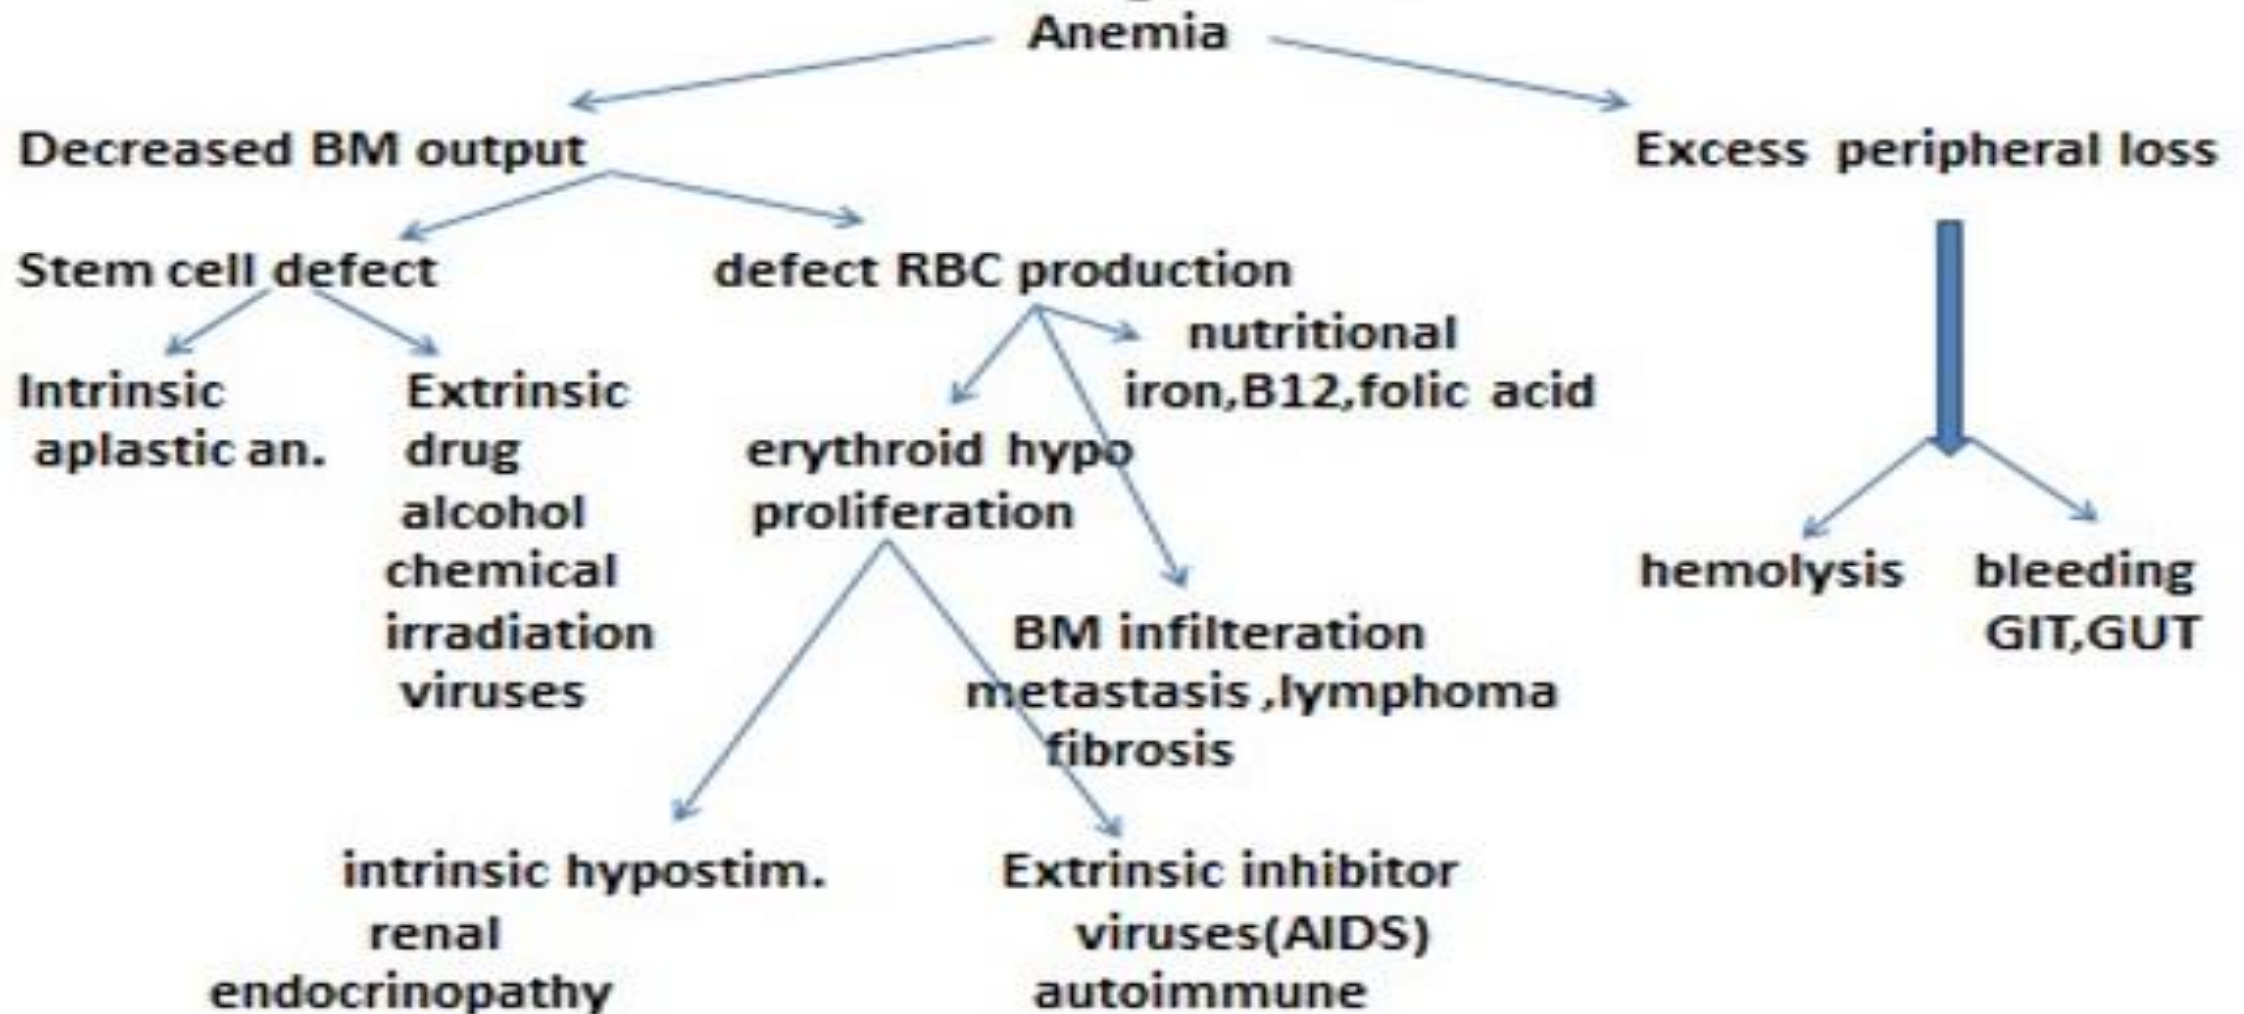 Anemia
Decreased BM output
Excess peripheral loss
Stem cell defect
defect RBC production
nutritional
iron,B12,folic acid
Intrinsic
aplastic an.
Extrinsic
drug
alcohol
chemical
irradiation
viruses
erythroid hypo
proliferation
BM infilteration
metastasis ,lymphoma
fibrosis
hemolysis
bleeding
GIT,GUT
intrinsic hypostim.
renal
endocrinopathy
Extrinsic inhibitor
viruses(AIDS)
autoimmune